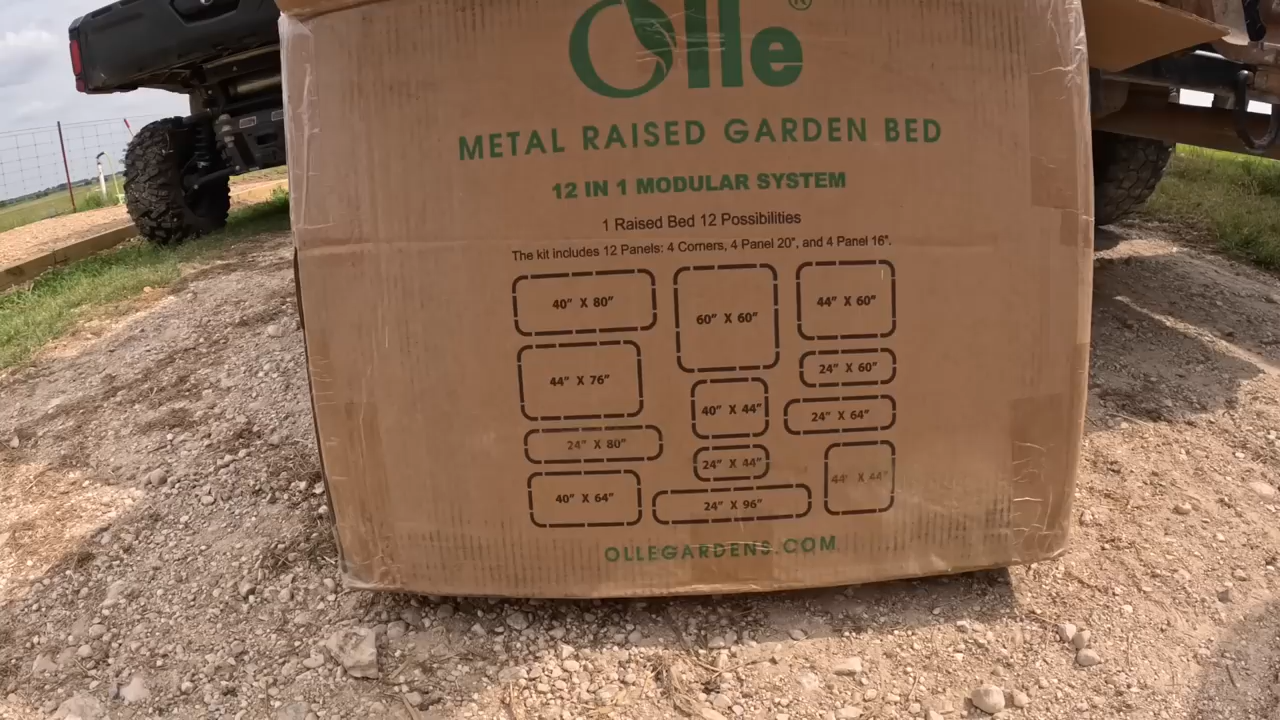 Olle®
METAL RAISED GARDEN BED
12 IN 1 MODULAR SYSTEM
1 Raised Bed 12 Possibilities
The kit includes 12 Panels: 4 Corners, 4 Panel 20", and 4 Panel 16".
40" X 80"
60" X 60"
44" X 60"
44" X 76"
24" X 60"
40" X 44"
24" X 64"
24" X 80"
24" X 44"
44" X 44"
40" X 64"
24" X 96"
OLLEGARDENS.COM